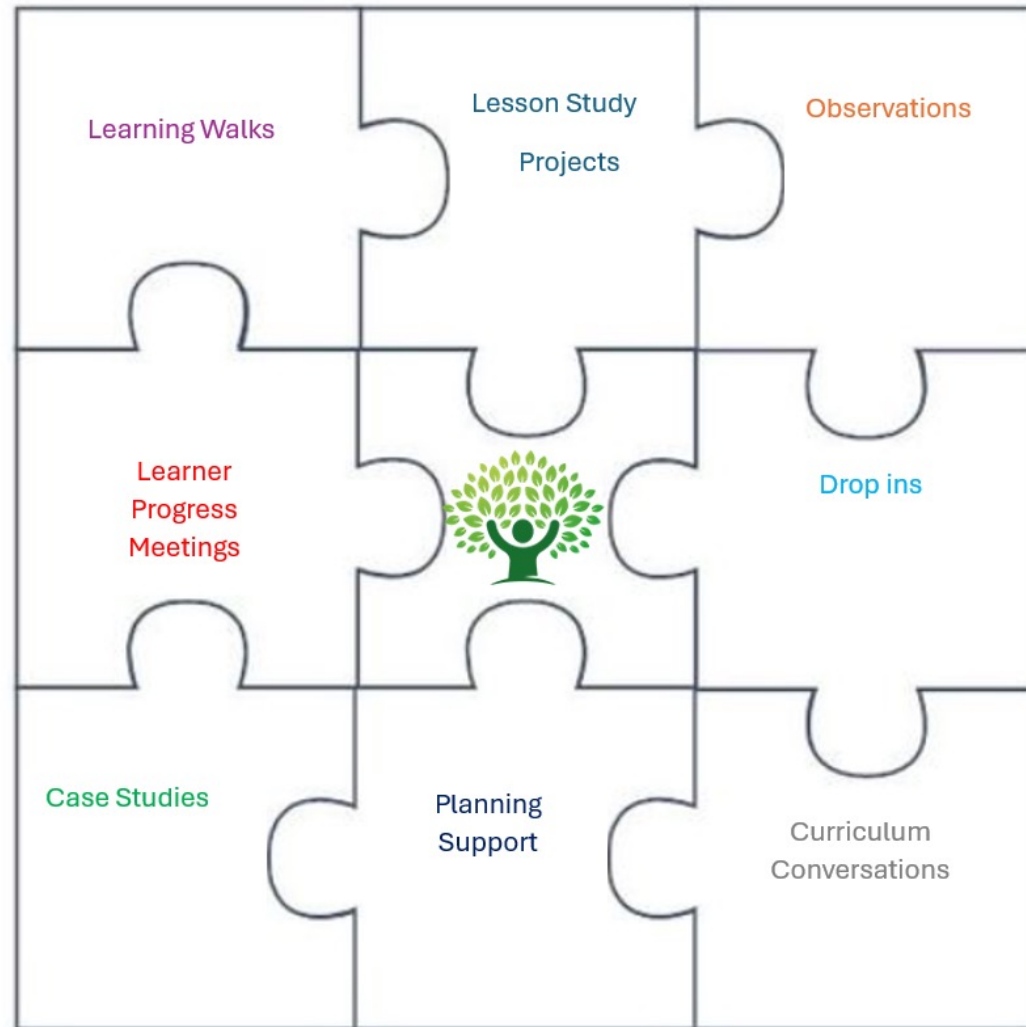 Learning Walks
Lesson Study
Projects
Observations
Learner
Progress
Meetings
Drop ins
Case Studies
Planning
Support
Curriculum
Conversations